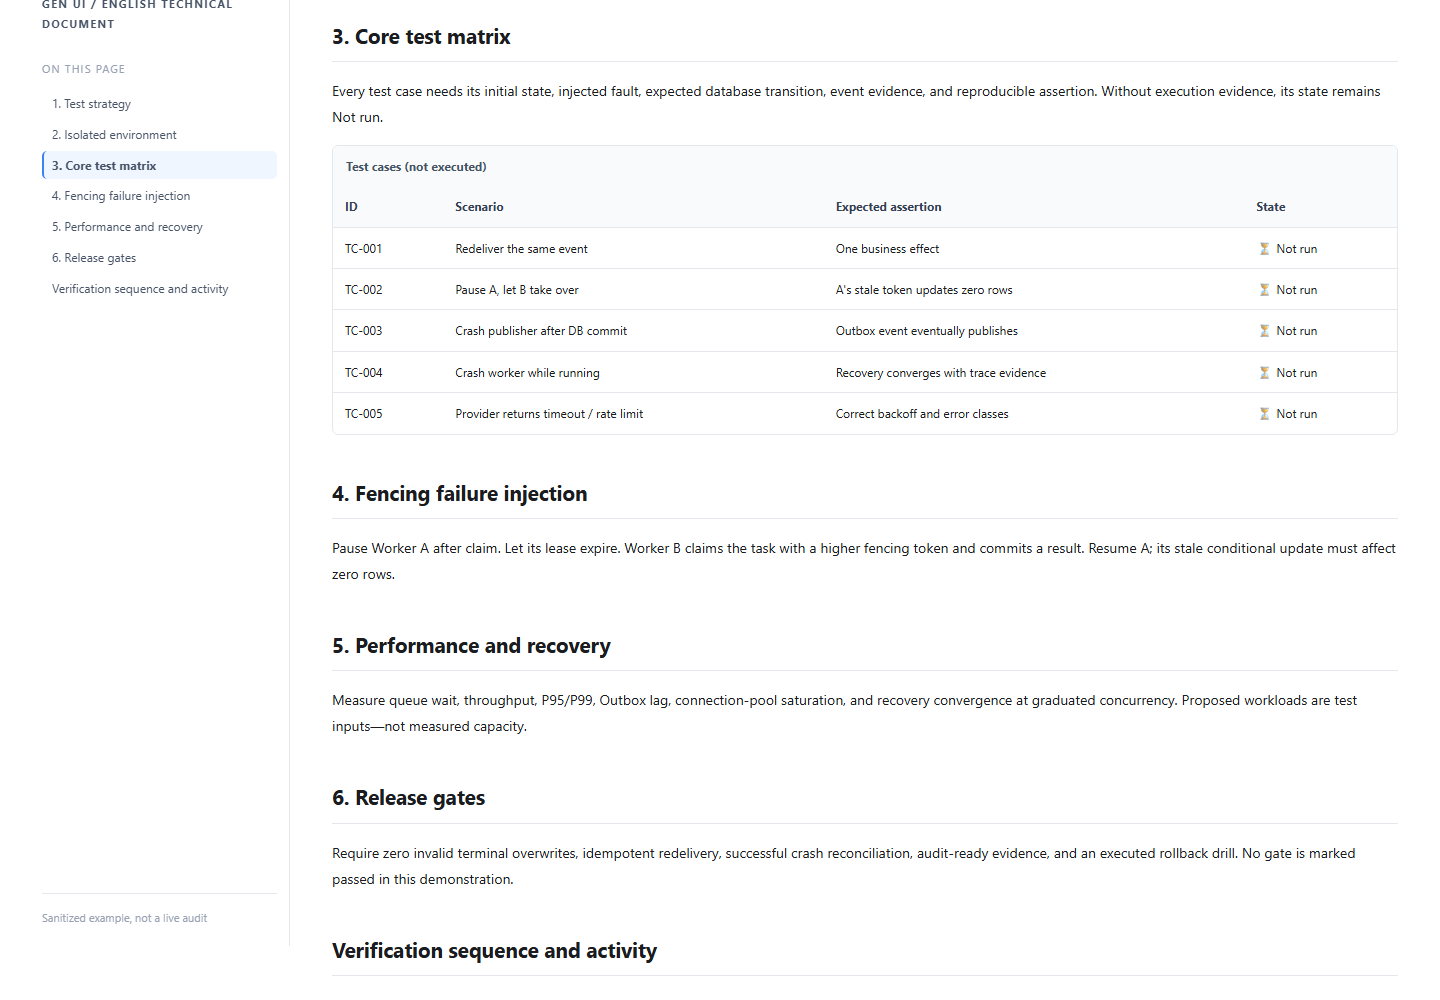 GEN UI / ENGLISH TECHNICAL
DOCUMENT
ON THIS PAGE
1. Test strategy
2. Isolated environment
3. Core test matrix
4. Fencing failure injection
5. Performance and recovery
6. Release gates
Verification sequence and activity
Sanitized example, not a live audit
3. Core test matrix
Every test case needs its initial state, injected fault, expected database transition, event evidence, and reproducible assertion. Without execution evidence, its state remains
Not run.
Test cases (not executed)
ID Scenario Expected assertion State
TC-001 Redeliver the same event One business effect ⏳ Not run
TC-002 Pause A, let B take over A's stale token updates zero rows ⏳ Not run
TC-003 Crash publisher after DB commit Outbox event eventually publishes ⏳ Not run
TC-004 Crash worker while running Recovery converges with trace evidence ⏳ Not run
TC-005 Provider returns timeout / rate limit Correct backoff and error classes ⏳ Not run
4. Fencing failure injection
Pause Worker A after claim. Let its lease expire. Worker B claims the task with a higher fencing token and commits a result. Resume A; its stale conditional update must affect
zero rows.
5. Performance and recovery
Measure queue wait, throughput, P95/P99, Outbox lag, connection-pool saturation, and recovery convergence at graduated concurrency. Proposed workloads are test
inputs—not measured capacity.
6. Release gates
Require zero invalid terminal overwrites, idempotent redelivery, successful crash reconciliation, audit-ready evidence, and an executed rollback drill. No gate is marked
passed in this demonstration.
Verification sequence and activity